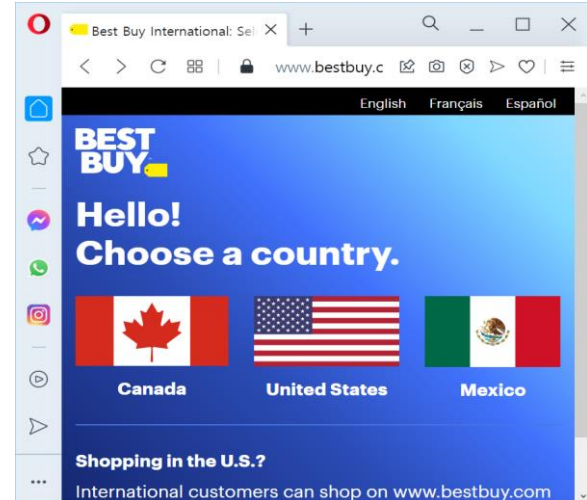 Best Buy International: Sel
www.bestbuy.c
English Français Español
BEST
BUY
Hello!
Choose a country.
Canada United States Mexico
Shopping in the U.S.?
International customers can shop on www.bestbuy.com